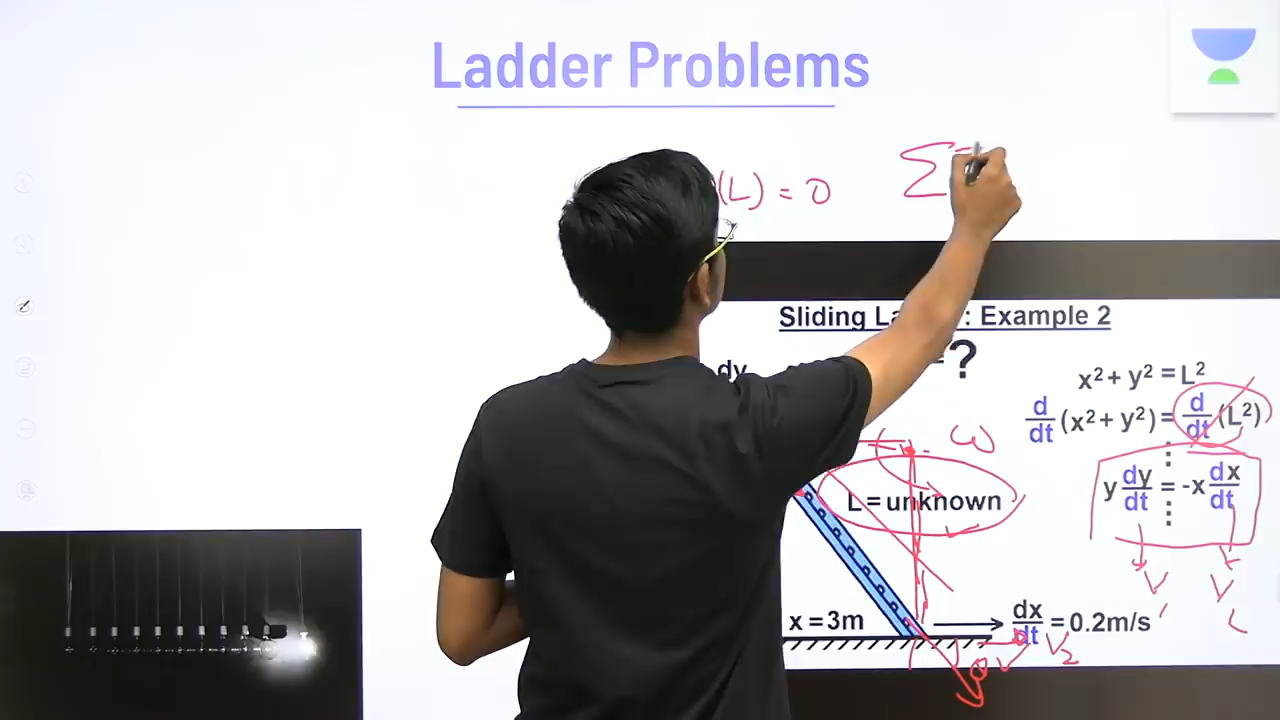 Ladder Problems
(L) = 0
Σ
Sliding La : Example 2
dy
= ?
x² + y² = L²
d/dt (x² + y²) = d/dt (L²)
ω
L = unknown
y dy/dt = -x dx/dt
V V
x = 3m
dx/dt = 0.2m/s
V₂